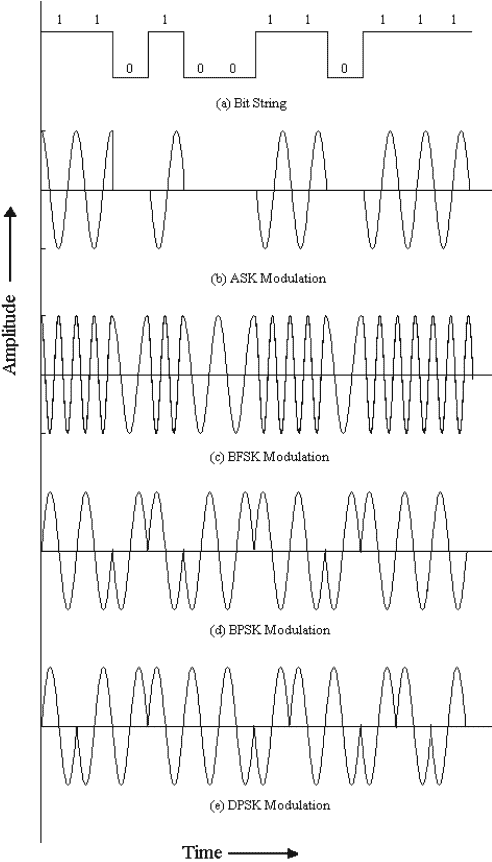 1 1 0 1 0 0 1 1 0 1 1 1
(a) Bit String
(b) ASK Modulation
Amplitude
(c) BFSK Modulation
(d) BPSK Modulation
(e) DPSK Modulation
Time